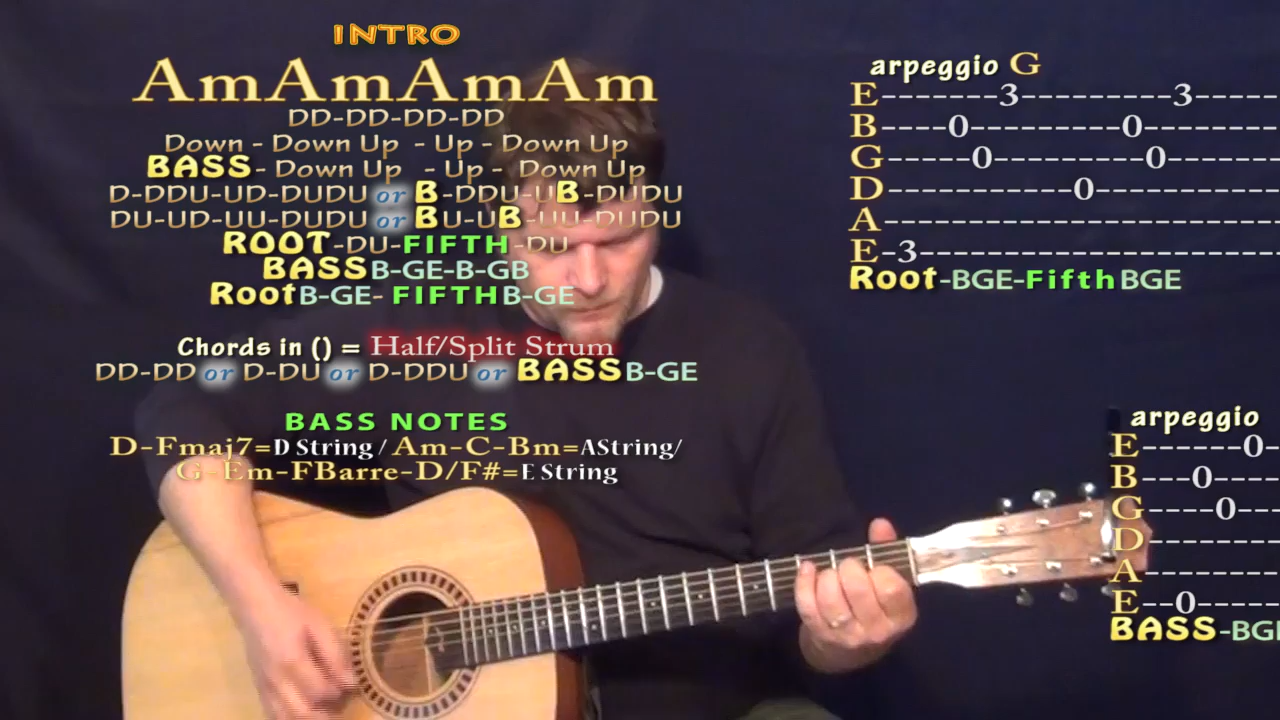 INTRO
AmAmAmAm
DD-DD-DD-DD
Down - Down Up - Up - Down Up
BASS - Down Up - Up - Down Up
D-DDU-UD-DUDU or B-DDU-UB-DUDU
DU-UD-UU-DUDU or BU-UB-UU-DUDU
ROOT-DU-FIFTH-DU
BASSB-GE-B-GB
RootB-GE- FIFTHB-GE
Chords in () = Half/Split Strum
DD-DD or D-DU or D-DDU or BASSB-GE
BASS NOTES
D-Fmaj7=D String / Am-C-Bm=AString/
G-Em-FBarre-D/F#=E String
arpeggio G
E-------3---------3-----
B----0---------0--------
G------0---------0------
D-----------0-----------
A-----------------------
E-3---------------------
Root-BGE-FifthBGE
arpeggio
E------0-
B---0----
G-----0--
D--------
A--------
E--0-----
BASS-BGE